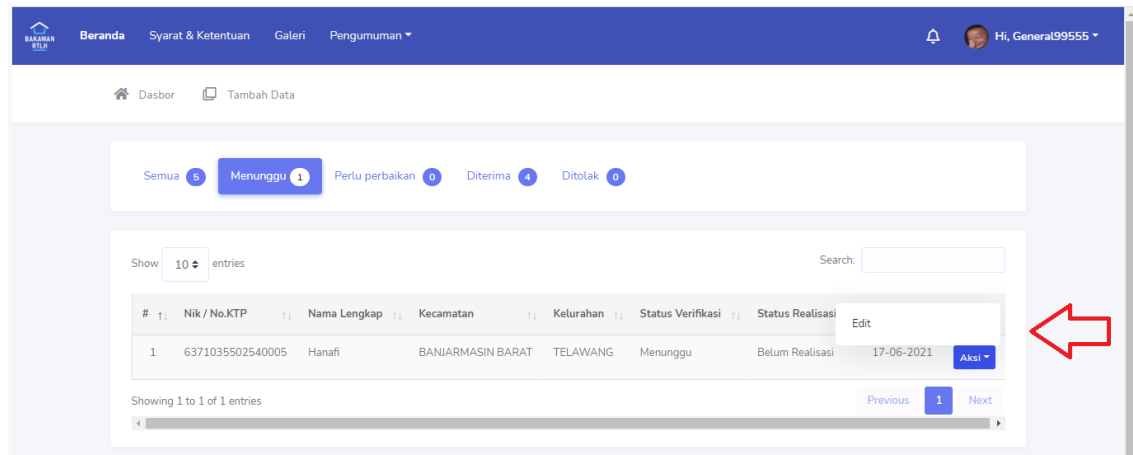 BAKAWAN
RTLH
Beranda Syarat & Ketentuan Galeri Pengumuman Hi, General99555
Dasbor Tambah Data
Semua 5 Menunggu 1 Perlu perbaikan 0 Diterima 4 Ditolak 0
Show 10 entries Search:
# Nik / No.KTP Nama Lengkap Kecamatan Kelurahan Status Verifikasi Status Realisasi
Edit
1 6371035502540005 Hanafi BANJARMASIN BARAT TELAWANG Menunggu Belum Realisasi 17-06-2021 Aksi
Showing 1 to 1 of 1 entries Previous 1 Next